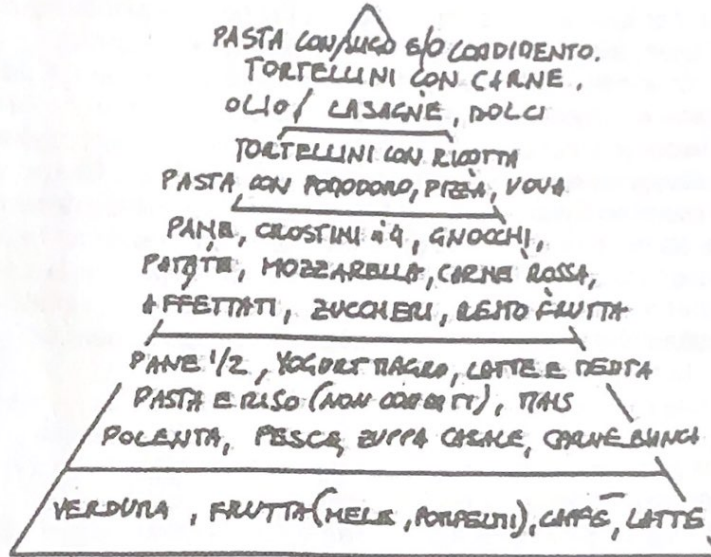 PASTA CON SUGO E/O CONDIMENTO.
TORTELLINI CON CARNE,
OLIO / LASAGNE, DOLCI
TORTELLINI CON RICOTTA
PASTA CON POMODORO, PIZZA, UOVA
PANE, CROSTINI, GNOCCHI,
PATATE, MOZZARELLA, CARNE ROSSA,
AFFETTATI, ZUCCHERI, RESTO FRUTTA
PANE 1/2, YOGURT MAGRO, LATTE E
PASTA E RISO (NON CONDITI), MAIS
POLENTA, PESCE, ZUPPA CASALE, CARNE BIANCA
VERDURA, FRUTTA (MELE, POMPELMI), CAFFÈ, LATTE